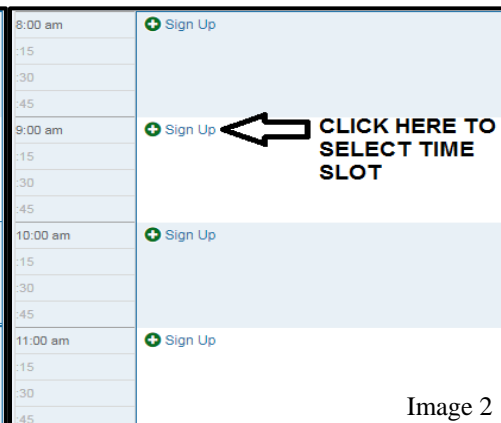 8:00 am Sign Up
:15
:30
:45
9:00 am Sign Up CLICK HERE TO
SELECT TIME
SLOT
:15
:30
:45
10:00 am Sign Up
:15
:30
:45
11:00 am Sign Up
:15
:30
:45
Image 2